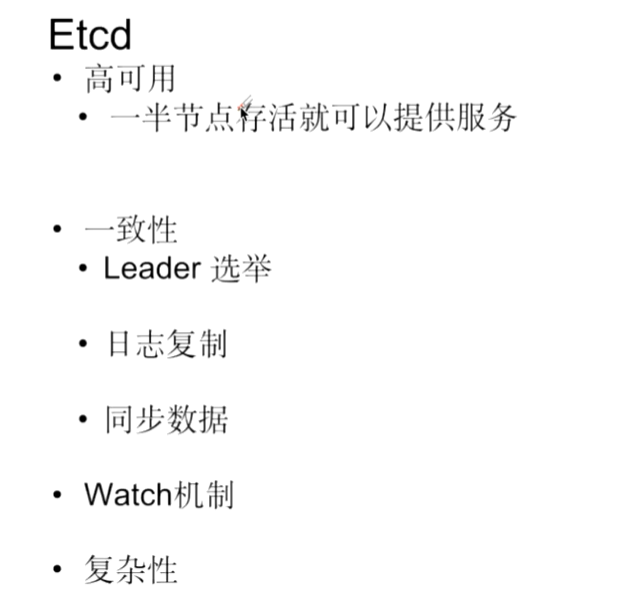 Etcd
• 高可用
• 一半节点存活就可以提供服务
• 一致性
• Leader 选举
• 日志复制
• 同步数据
• Watch机制
• 复杂性